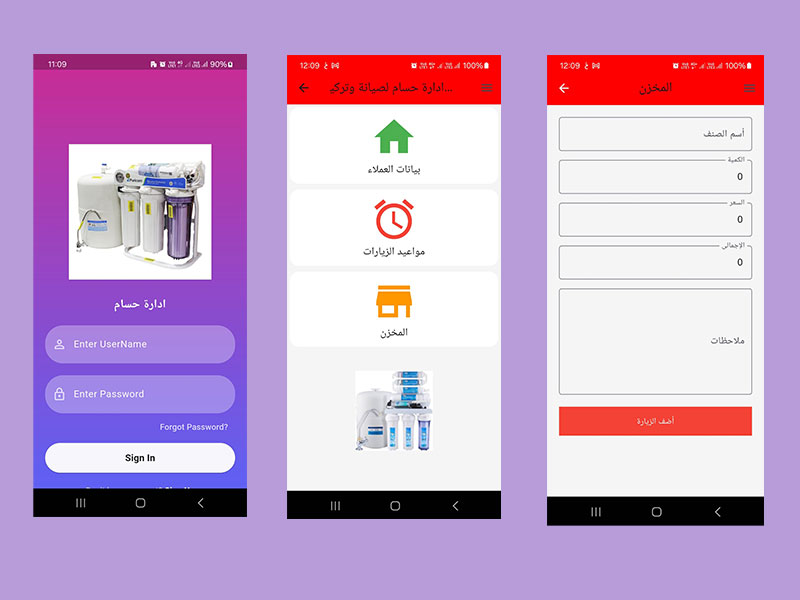 11:09
90%
ادارة حسام
Enter UserName
Enter Password
Forgot Password?
Sign In
12:09
100%
ادارة حسام لصيانة وتركي...
بيانات العملاء
مواعيد الزيارات
المخزن
12:09
100%
المخزن
أسم الصنف
الكمية
0
السعر
0
الإجمالي
0
ملاحظات
أضف الزيارة